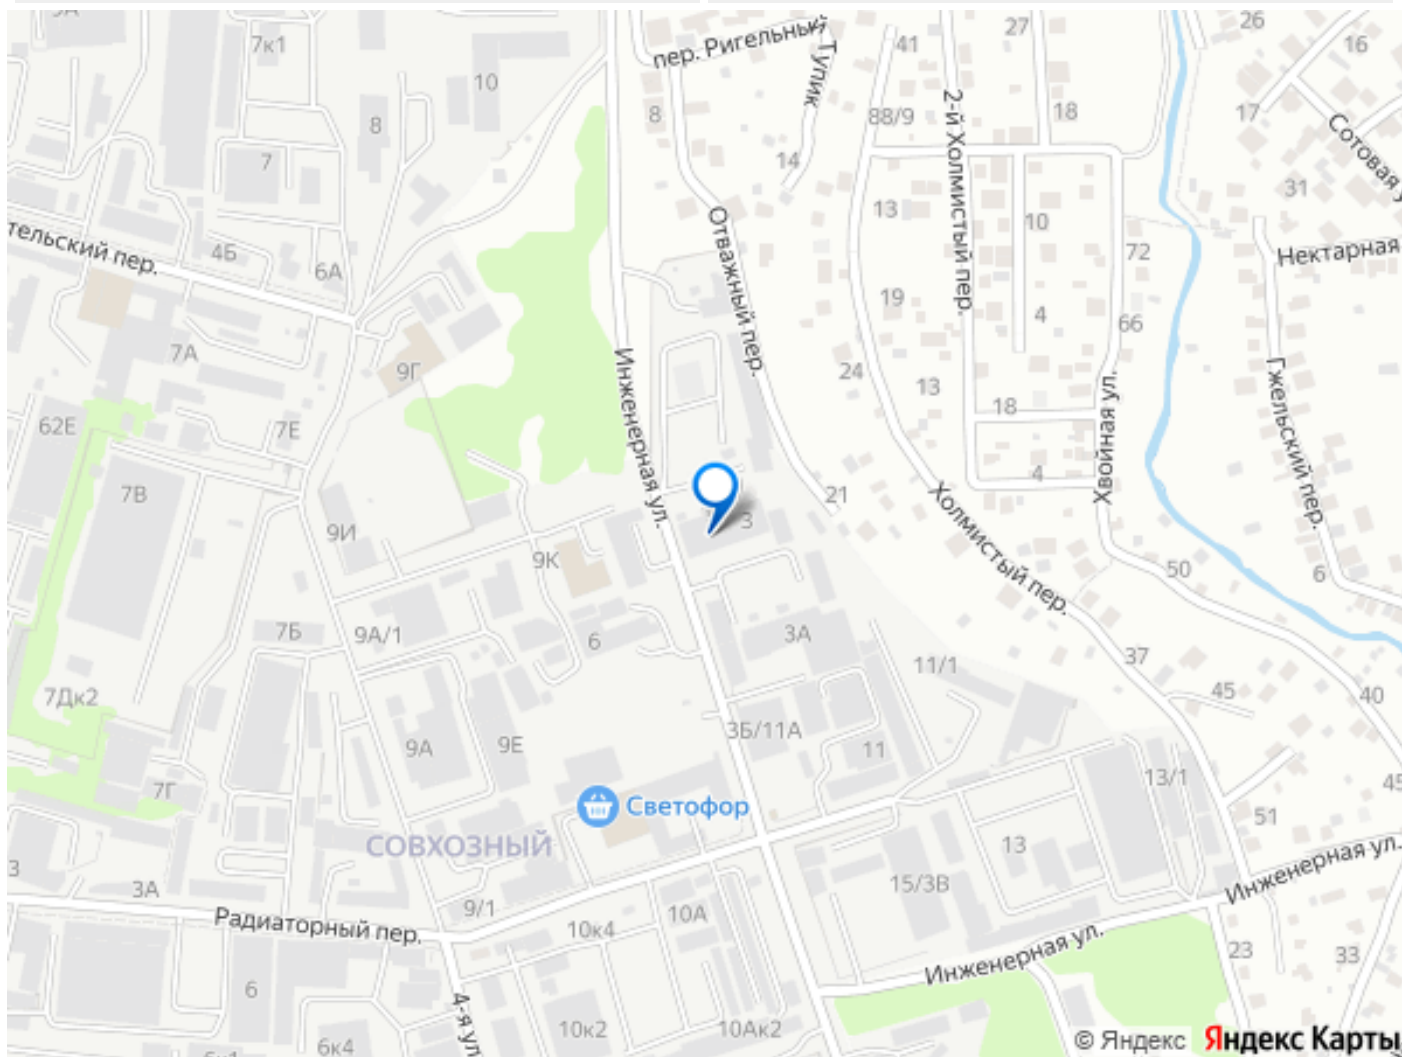 9А
7к1
10
8
7
4Б
6А
тельский пер.
7А
9Г
62Е
7Е
7В
9И
9К
7Б
9А/1
6
7Дк2
7Г
9А
9Е
Светофор
СОВХОЗНЫЙ
3
3А
9/1
Радиаторный пер.
10к4
10А
6
4-я ул
10к2
10Ак2
6к4
6к1
пер. Ригельный
Тупик
8
14
41
88/9
27
18
26
16
17
Сотовая у
31
Нектарная
2-й Холмистый пер.
13
10
72
19
4
66
24
13
18
4
Отважный пер.
Инженерная ул.
Хвойная ул.
Гжельский пер.
21
3
Холмистый пер.
50
6
3А
11/1
37
45
40
3Б/11А
11
13/1
45
51
13
15/3В
Инженерная ул.
Инженерная ул.
23
33
© Яндекс Яндекс Карты